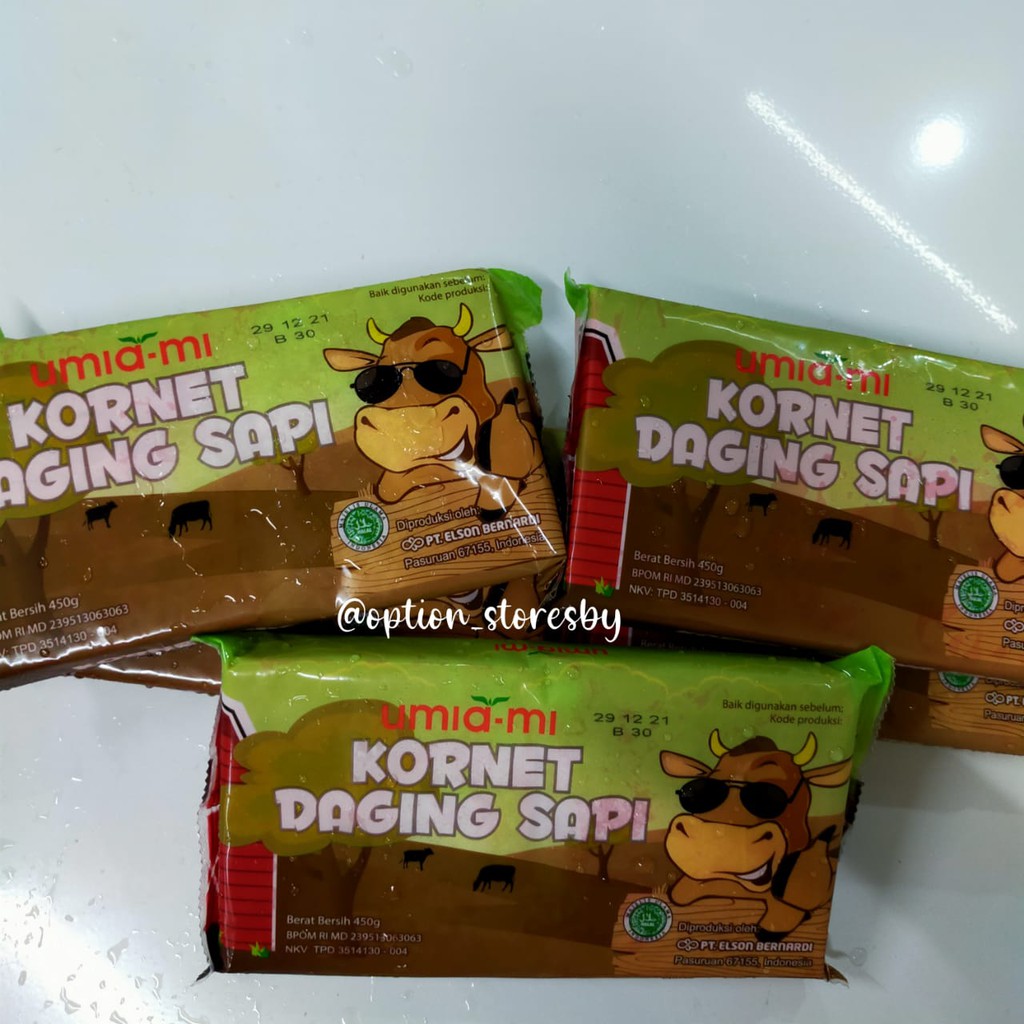 Baik digunakan sebelum:
Kode produksi:
29 12 21
B 30
umia-mi
KORNET
DAGING SAPI
Diproduksi oleh:
PT. ELSON BERNARDI
Pasuruan 67155, Indonesia
Berat Bersih 450g
BPOM RI MD 239513063063
NKV: TPD 3514130 - 004
umia-mi
29 12 21
B 30
KORNET
DAGING SAPI
Berat Bersih 450g
BPOM RI MD 239513063063
NKV: TPD 3514130 - 004
@option_storesby
Baik digunakan sebelum:
Kode produksi:
umia-mi
29 12 21
B 30
KORNET
DAGING SAPI
Berat Bersih 450g
BPOM RI MD 239513063063
NKV: TPD 3514130 - 004
HALAL
Diproduksi oleh:
PT. ELSON BERNARDI
Pasuruan 67155, Indonesia